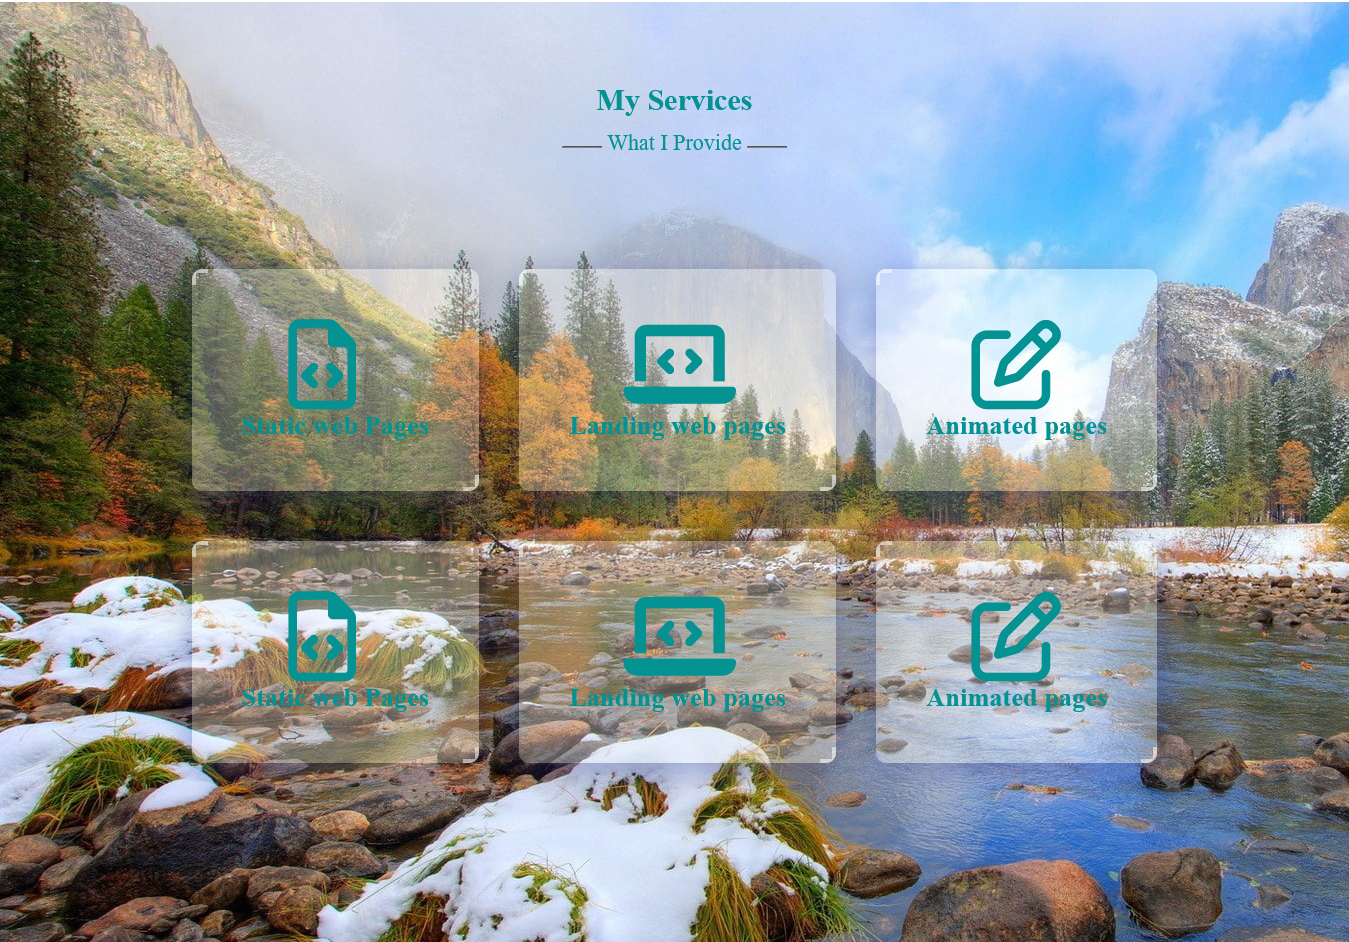 My Services
What I Provide
Static web Pages
Landing web pages
Animated pages
Static web Pages
Landing web pages
Animated pages